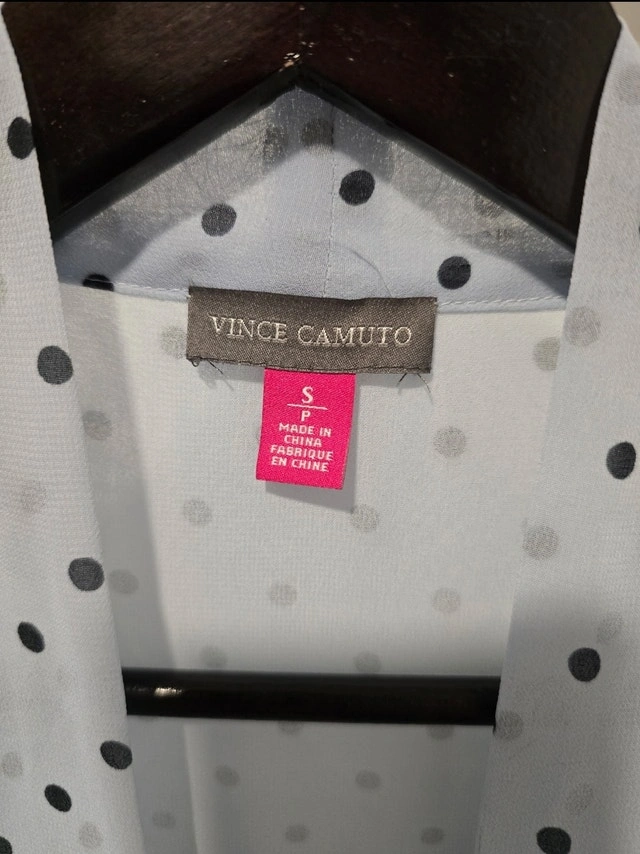 VINCE CAMUTO
S
P
MADE IN
CHINA
FABRIQUE
EN CHINE